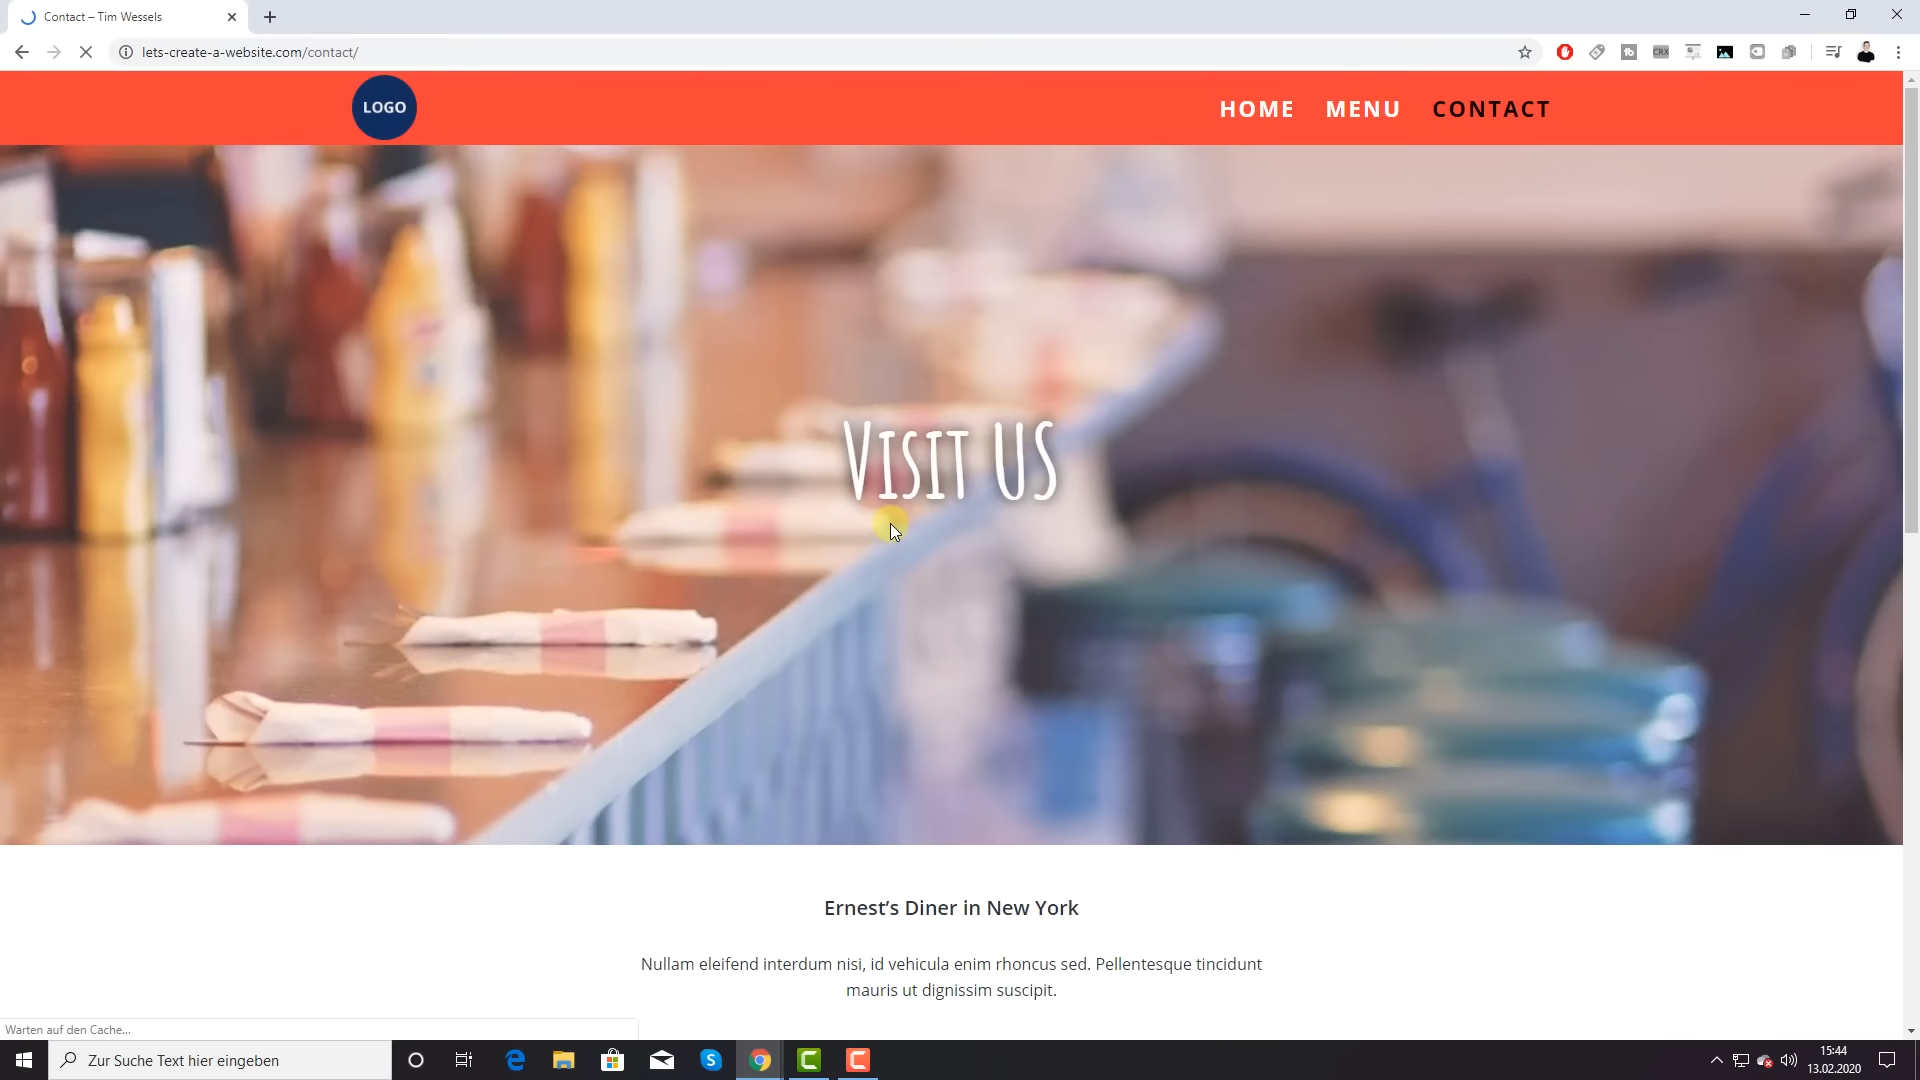 Contact – Tim Wessels
lets-create-a-website.com/contact/
LOGO
HOME MENU CONTACT
Visit US
Ernest’s Diner in New York
Nullam eleifend interdum nisi, id vehicula enim rhoncus sed. Pellentesque tincidunt
mauris ut dignissim suscipit.
Warten auf den Cache...
Zur Suche Text hier eingeben
15:44
13.02.2020